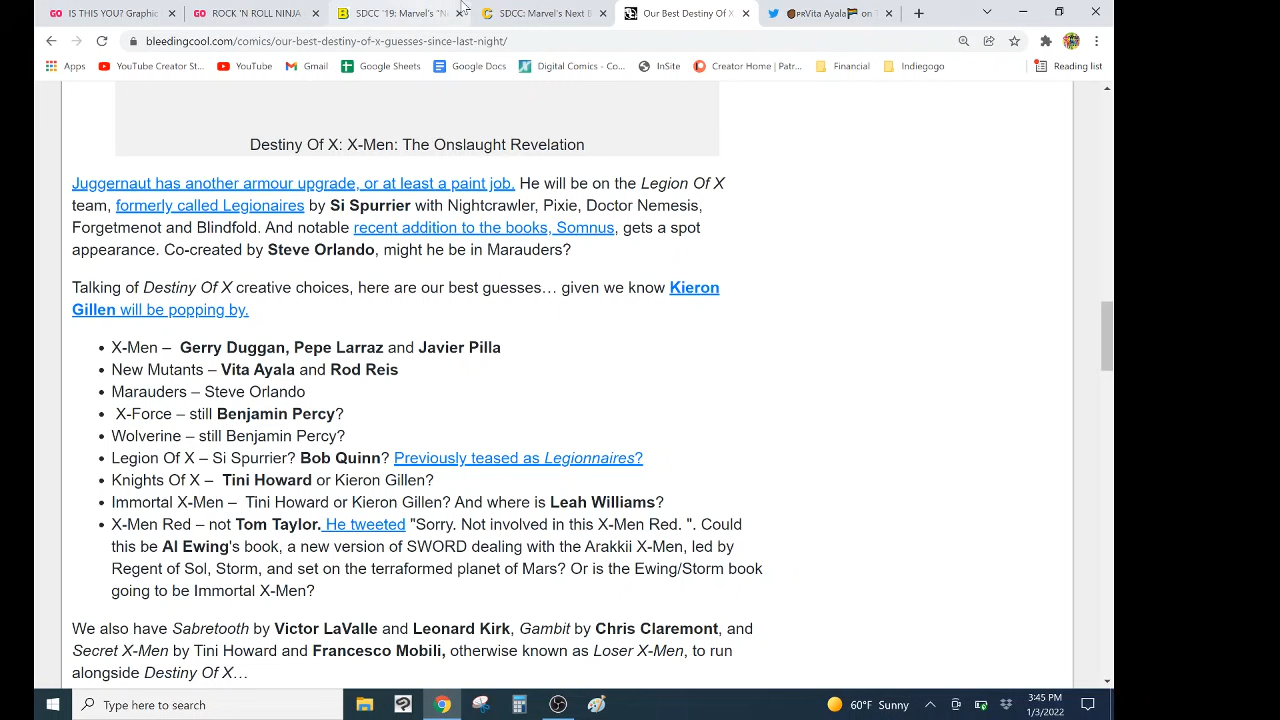 IS THIS YOU? Graphic
ROCK 'N ROLL NINJA
SDCC '19: Marvel's "N
SDCC: Marvel's Next B
Our Best Destiny Of X
Vita Ayala on T
bleedingcool.com/comics/our-best-destiny-of-x-guesses-since-last-night/
Apps YouTube Creator St... YouTube Gmail Google Sheets Google Docs Digital Comics - Co... InSite Creator Home | Patr... Financial Indiegogo Reading list
Destiny Of X: X-Men: The Onslaught Revelation
Juggernaut has another armour upgrade, or at least a paint job. He will be on the Legion Of X
team, formerly called Legionaires by Si Spurrier with Nightcrawler, Pixie, Doctor Nemesis,
Forgetmenot and Blindfold. And notable recent addition to the books, Somnus, gets a spot
appearance. Co-created by Steve Orlando, might he be in Marauders?
Talking of Destiny Of X creative choices, here are our best guesses… given we know Kieron
Gillen will be popping by.
• X-Men – Gerry Duggan, Pepe Larraz and Javier Pilla
• New Mutants – Vita Ayala and Rod Reis
• Marauders – Steve Orlando
• X-Force – still Benjamin Percy?
• Wolverine – still Benjamin Percy?
• Legion Of X – Si Spurrier? Bob Quinn? Previously teased as Legionnaires?
• Knights Of X – Tini Howard or Kieron Gillen?
• Immortal X-Men – Tini Howard or Kieron Gillen? And where is Leah Williams?
• X-Men Red – not Tom Taylor. He tweeted "Sorry. Not involved in this X-Men Red. ". Could
this be Al Ewing's book, a new version of SWORD dealing with the Arakkii X-Men, led by
Regent of Sol, Storm, and set on the terraformed planet of Mars? Or is the Ewing/Storm book
going to be Immortal X-Men?
We also have Sabretooth by Victor LaValle and Leonard Kirk, Gambit by Chris Claremont, and
Secret X-Men by Tini Howard and Francesco Mobili, otherwise known as Loser X-Men, to run
alongside Destiny Of X…
Type here to search
60°F Sunny
3:45 PM
1/3/2022